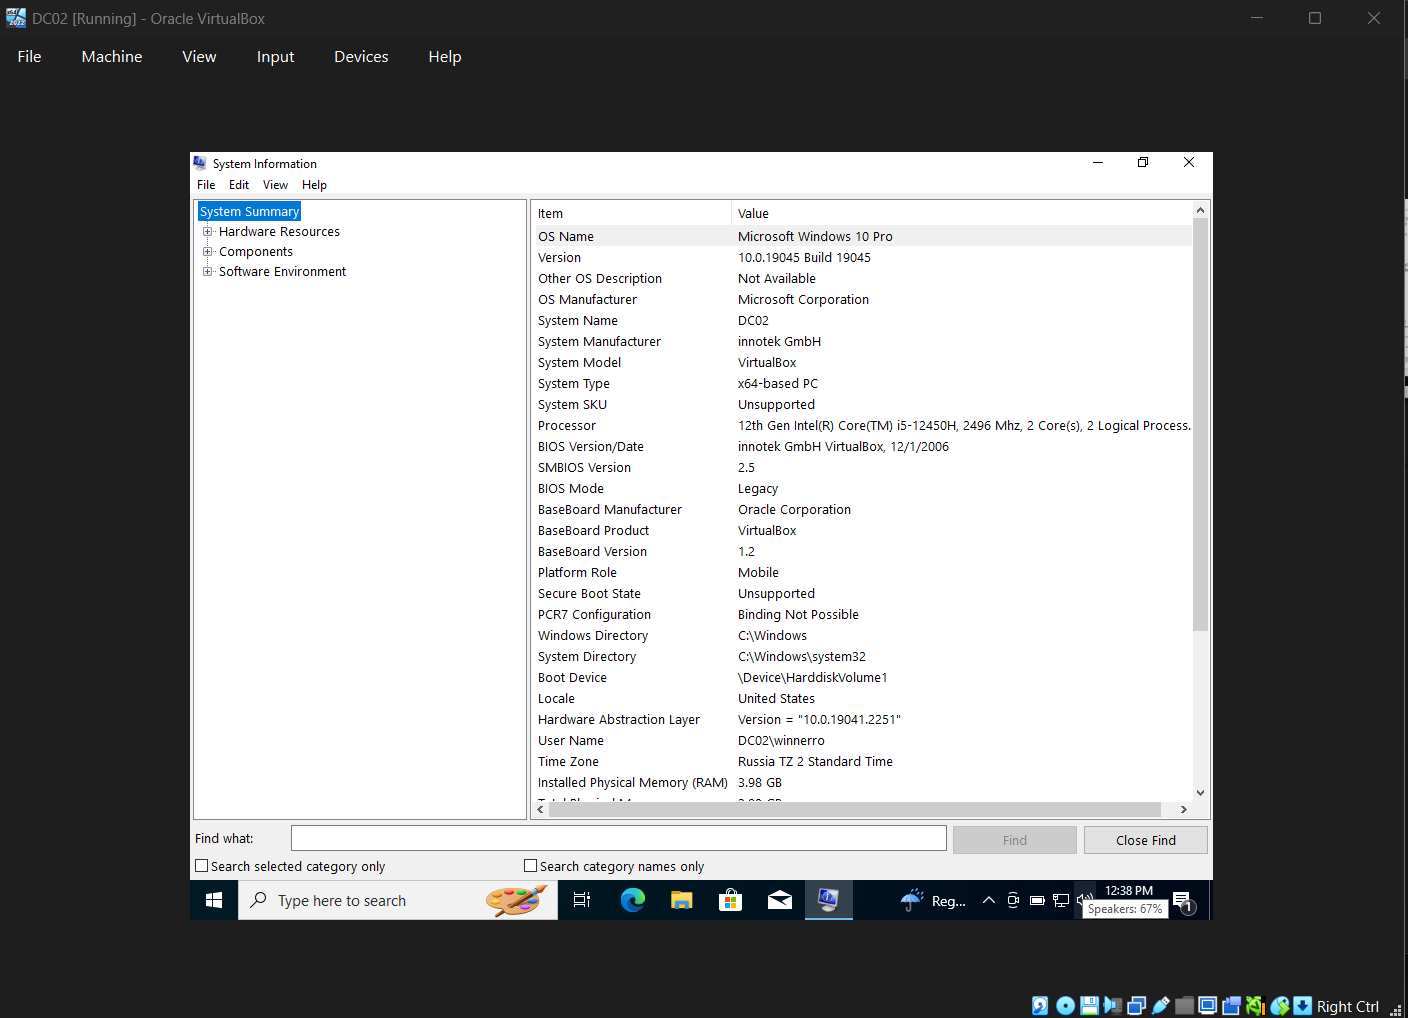 DC02 [Running] - Oracle VirtualBox
File Machine View Input Devices Help
System Information
File Edit View Help
System Summary
Hardware Resources
Components
Software Environment
Item Value
OS Name Microsoft Windows 10 Pro
Version 10.0.19045 Build 19045
Other OS Description Not Available
OS Manufacturer Microsoft Corporation
System Name DC02
System Manufacturer innotek GmbH
System Model VirtualBox
System Type x64-based PC
System SKU Unsupported
Processor 12th Gen Intel(R) Core(TM) i5-12450H, 2496 Mhz, 2 Core(s), 2 Logical Process.
BIOS Version/Date innotek GmbH VirtualBox, 12/1/2006
SMBIOS Version 2.5
BIOS Mode Legacy
BaseBoard Manufacturer Oracle Corporation
BaseBoard Product VirtualBox
BaseBoard Version 1.2
Platform Role Mobile
Secure Boot State Unsupported
PCR7 Configuration Binding Not Possible
Windows Directory C:\Windows
System Directory C:\Windows\system32
Boot Device \Device\HarddiskVolume1
Locale United States
Hardware Abstraction Layer Version = "10.0.19041.2251"
User Name DC02\winnerro
Time Zone Russia TZ 2 Standard Time
Installed Physical Memory (RAM) 3.98 GB
Find what: Find Close Find
Search selected category only Search category names only
Type here to search Reg... 12:38 PM
Speakers: 67% 1
Right Ctrl